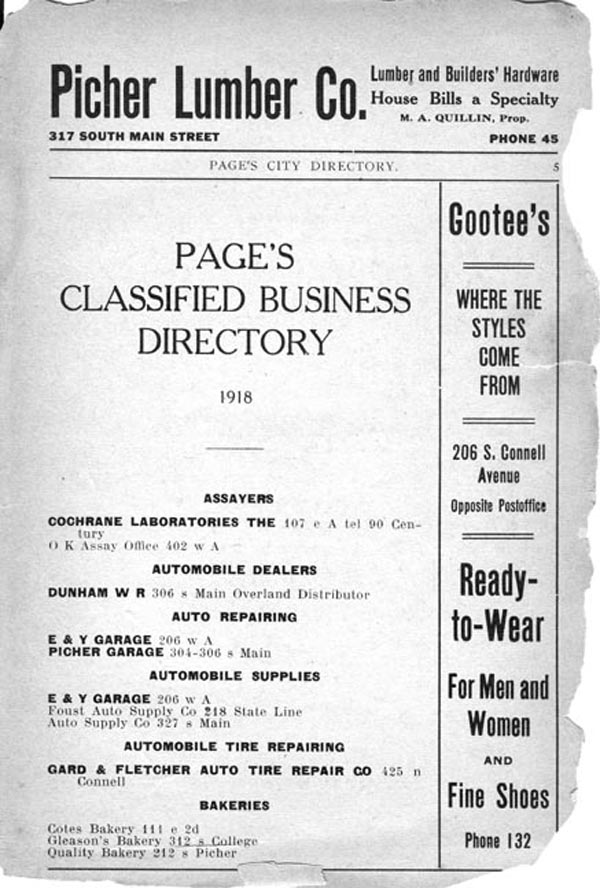 Picher Lumber Co.
Lumber and Builders' Hardware
House Bills a Specialty
M. A. QUILLIN, Prop.
317 SOUTH MAIN STREET
PHONE 45
PAGE'S CITY DIRECTORY.
5
PAGE'S
CLASSIFIED BUSINESS
DIRECTORY
1918
ASSAYERS
COCHRANE LABORATORIES THE 107 e A tel 90 Cen-
tury
O K Assay Office 402 w A
AUTOMOBILE DEALERS
DUNHAM W R 306 s Main Overland Distributor
AUTO REPAIRING
E & Y GARAGE 206 w A
PICHER GARAGE 304-306 s Main
AUTOMOBILE SUPPLIES
E & Y GARAGE 206 w A
Foust Auto Supply Co 218 State Line
Auto Supply Co 327 s Main
AUTOMOBILE TIRE REPAIRING
GARD & FLETCHER AUTO TIRE REPAIR CO 425 n
Connell
BAKERIES
Cotes Bakery 111 e 2d
Gleason's Bakery 312 s College
Quality Bakery 212 s Picher
Gootee's
WHERE THE
STYLES
COME
FROM
206 S. Connell
Avenue
Opposite Postoffice
Ready-
to-Wear
For Men and
Women
AND
Fine Shoes
Phone 132